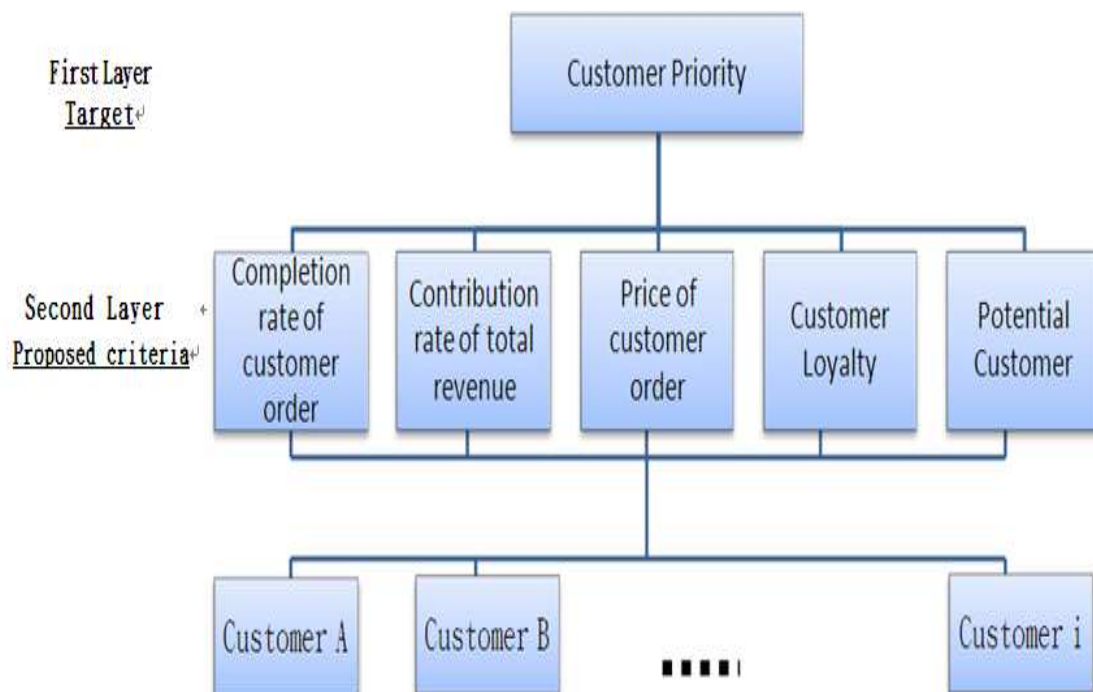 First Layer
Target
Customer Priority
Second Layer
Proposed criteria
Completion
rate of
customer
order
Contribution
rate of total
revenue
Price of
customer
order
Customer
Loyalty
Potential
Customer
Customer A
Customer B
Customer i